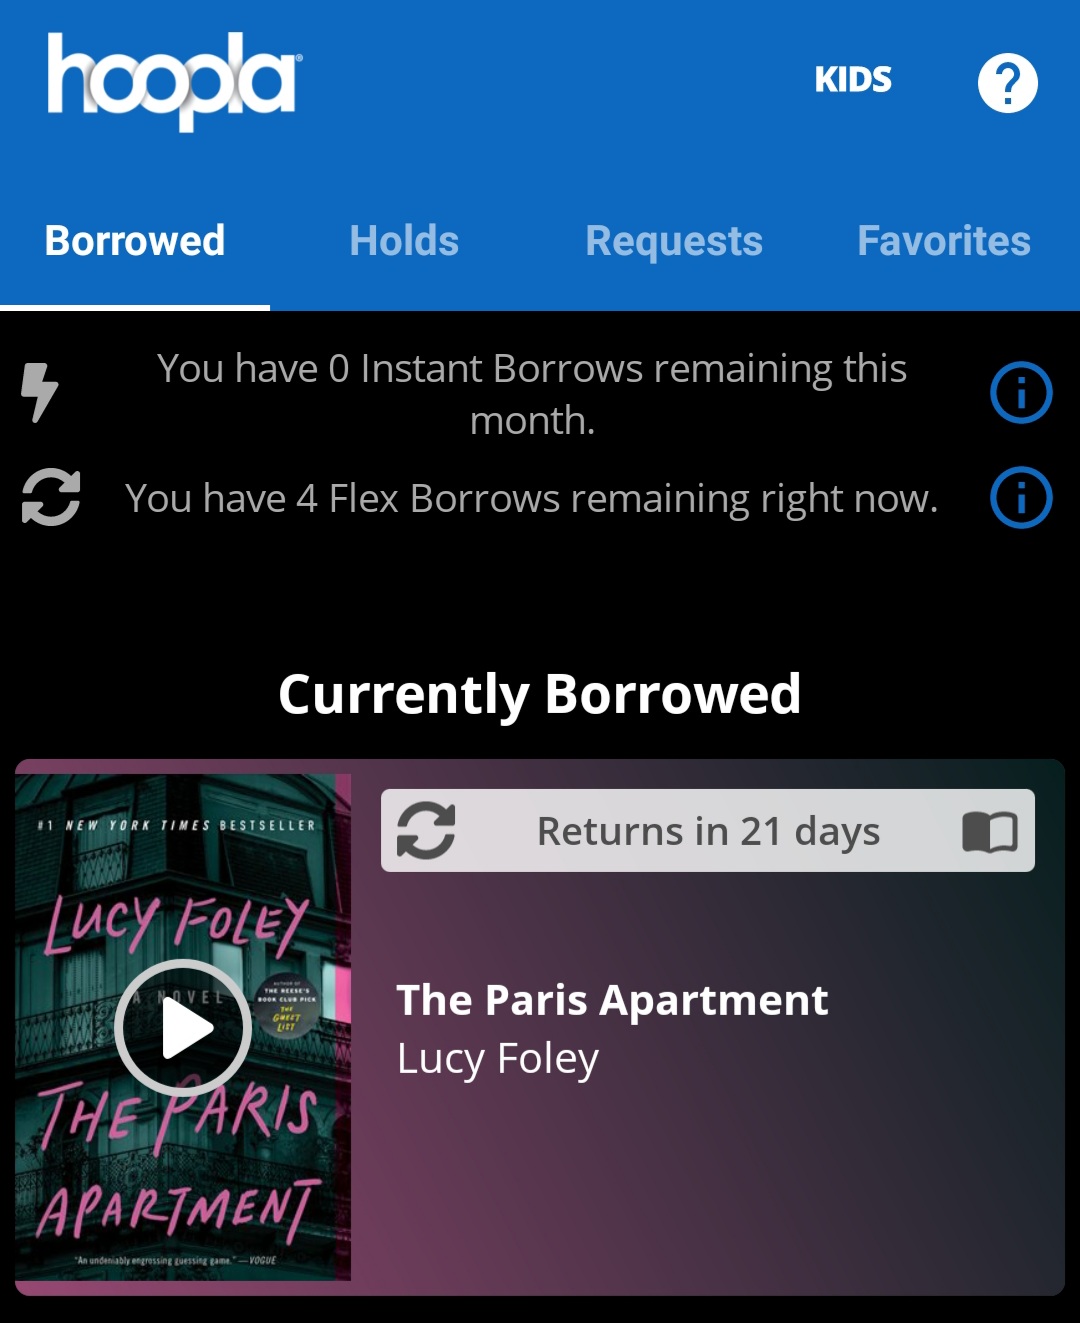 hoopla®
KIDS
?
Borrowed Holds Requests Favorites
You have 0 Instant Borrows remaining this
month.
You have 4 Flex Borrows remaining right now.
Currently Borrowed
Returns in 21 days
The Paris Apartment
Lucy Foley
#1 NEW YORK TIMES BESTSELLER
LUCY FOLEY
A NOVEL
AUTHOR OF
THE REESE'S
BOOK CLUB PICK
THE
GUEST
LIST
THE PARIS
APARTMENT
"An undeniably engrossing guessing game." —VOGUE